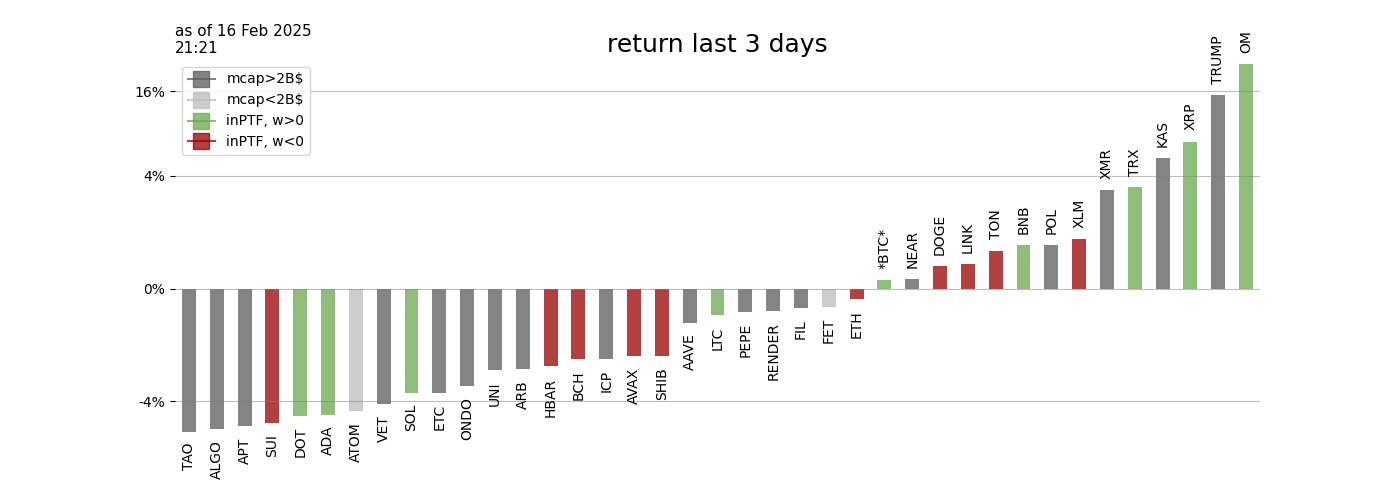 as of 16 Feb 2025
21:21
return last 3 days
mcap>2B$
mcap<2B$
inPTF, w>0
inPTF, w<0
16%
4%
0%
-4%
TAO
ALGO
APT
SUI
DOT
ADA
ATOM
VET
SOL
ETC
ONDO
UNI
ARB
HBAR
BCH
ICP
AVAX
SHIB
AAVE
LTC
PEPE
RENDER
FIL
FET
ETH
*BTC*
NEAR
DOGE
LINK
TON
BNB
POL
XLM
XMR
TRX
KAS
XRP
TRUMP
OM